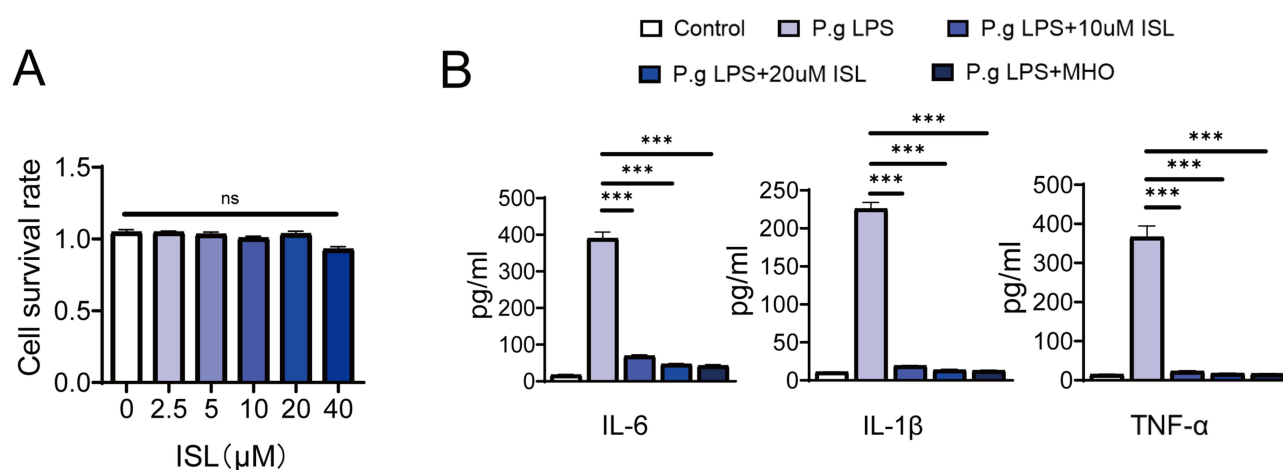 A
Cell survival rate
1.5
1.0
0.5
0.0
ns
0 2.5 5 10 20 40
ISL(μM)
B
Control P.g LPS P.g LPS+10uM ISL
P.g LPS+20uM ISL P.g LPS+MHO
pg/ml
500
400
300
200
100
0
***
***
***
IL-6
pg/ml
250
200
150
100
50
0
***
***
***
IL-1β
pg/ml
500
400
300
200
100
0
***
***
***
TNF-α